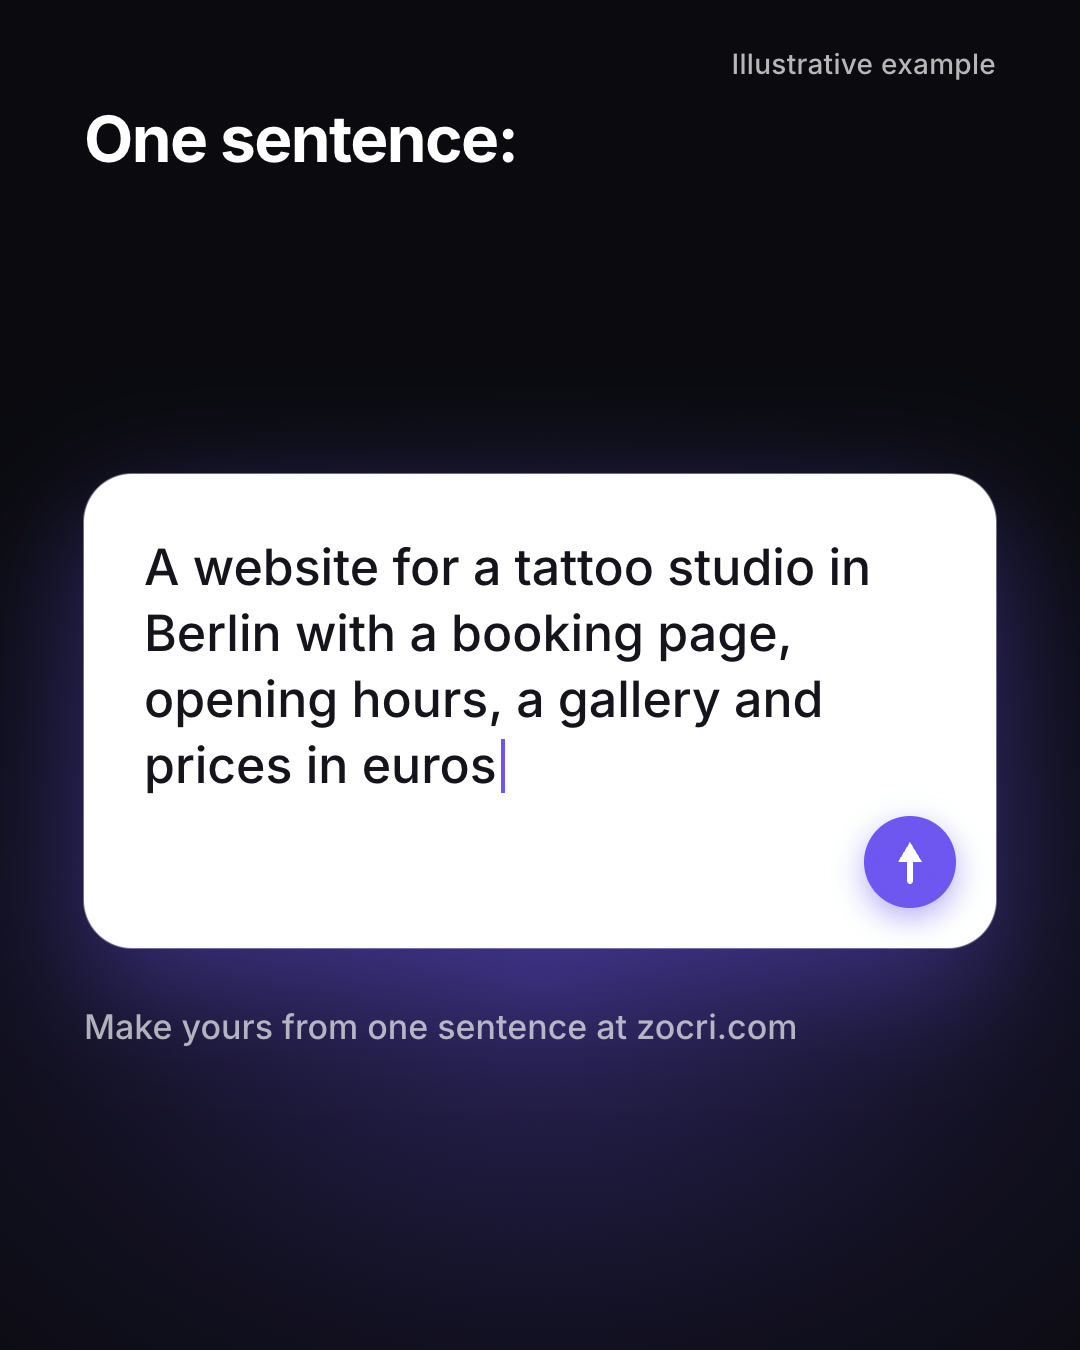 Illustrative example
One sentence:
A website for a tattoo studio in
Berlin with a booking page,
opening hours, a gallery and
prices in euros
Make yours from one sentence at zocri.com